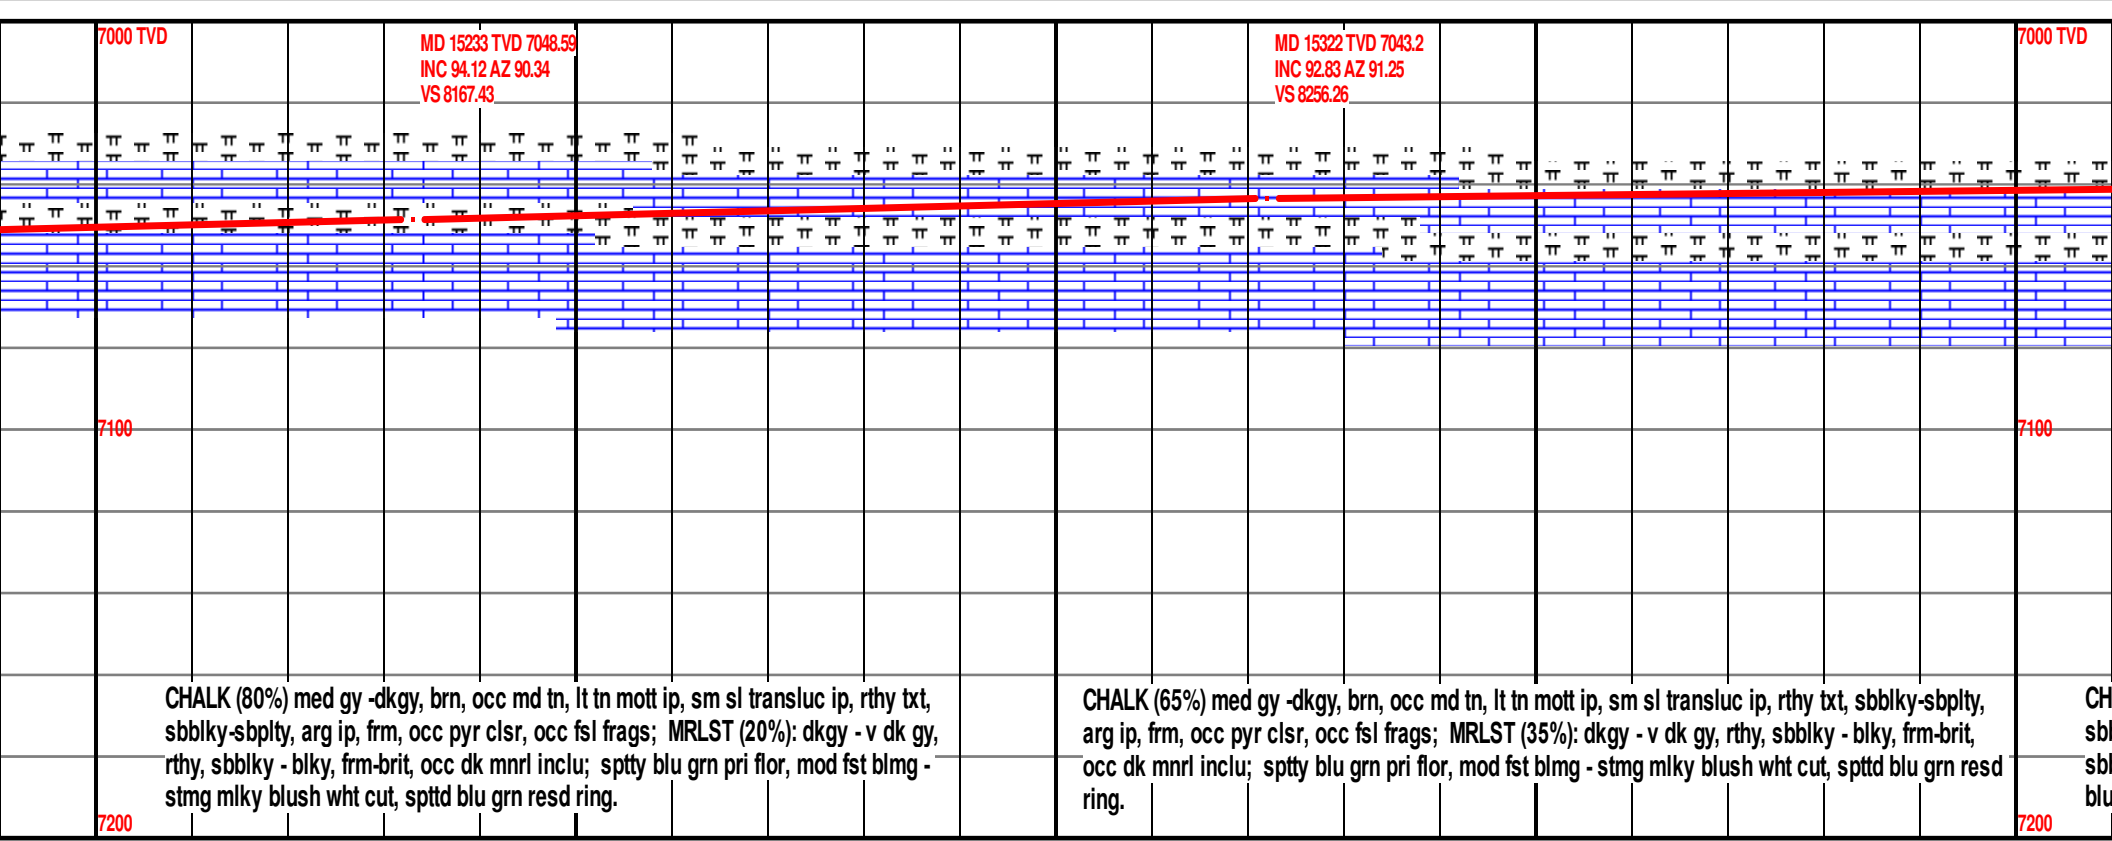 7000 TVD
MD 15233 TVD 7048.59
INC 94.12 AZ 90.34
VS 8167.43
MD 15322 TVD 7043.2
INC 92.83 AZ 91.25
VS 8256.26
7000 TVD
7100
7100
CHALK (80%) med gy -dkgy, brn, occ md tn, lt tn mott ip, sm sl transluc ip, rthy txt,
sbblky-sbplty, arg ip, frm, occ pyr clsr, occ fsl frags;  MRLST (20%): dkgy - v dk gy,
rthy, sbblky - blky, frm-brit, occ dk mnrl inclu;  sptty blu grn pri flor, mod fst blmg -
stmg mlky blush wht cut, spttd blu grn resd ring.
CHALK (65%) med gy -dkgy, brn, occ md tn, lt tn mott ip, sm sl transluc ip, rthy txt, sbblky-sbplty,
arg ip, frm, occ pyr clsr, occ fsl frags;  MRLST (35%): dkgy - v dk gy, rthy, sbblky - blky, frm-brit,
occ dk mnrl inclu;  sptty blu grn pri flor, mod fst blmg - stmg mlky blush wht cut, spttd blu grn resd
ring.
CH
sbl
sbl
blu
7200
7200